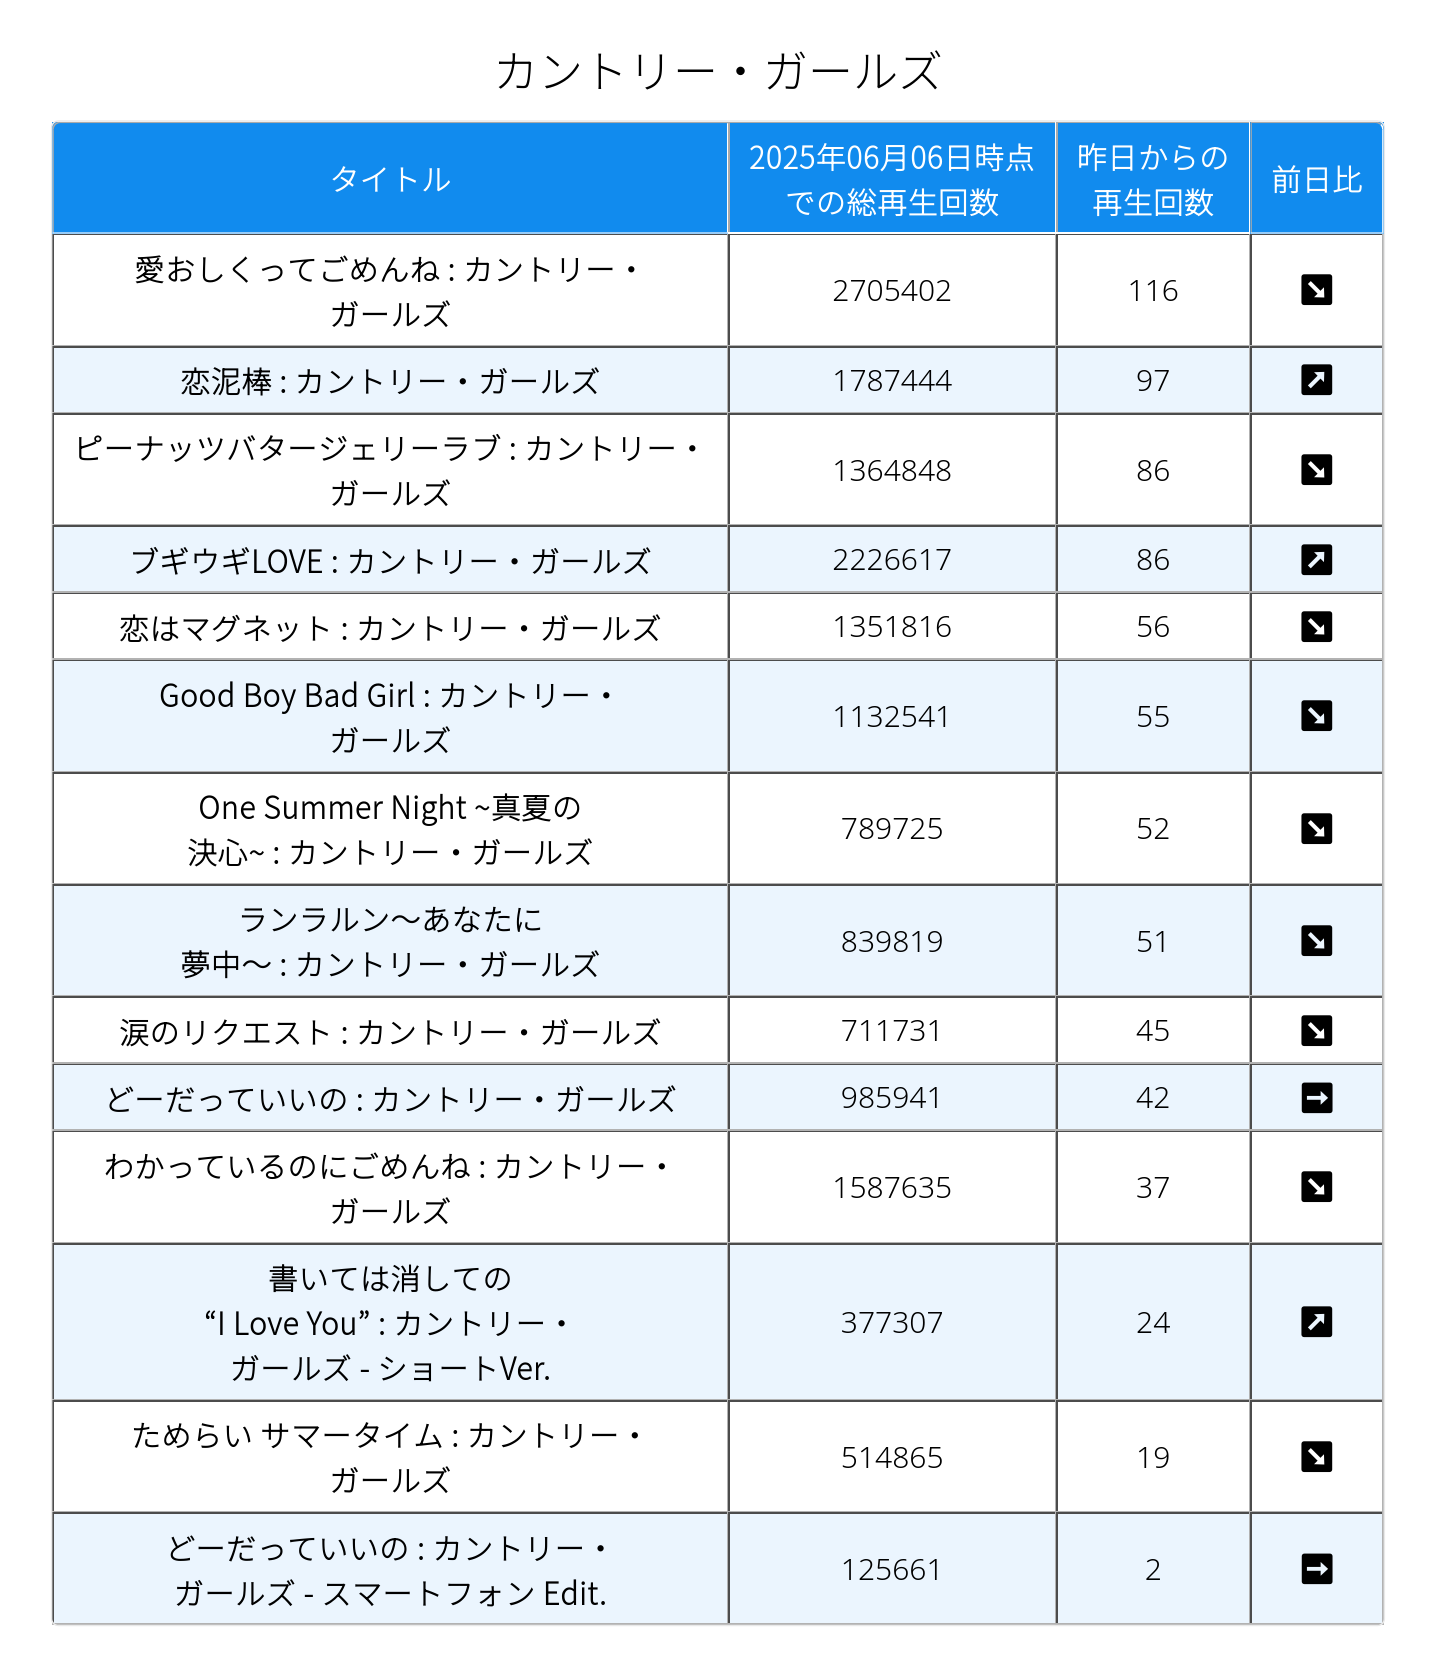 カントリー・ガールズ
タイトル
2025年06月06日時点
での総再生回数
昨日からの
再生回数
前日比
愛おしくってごめんね : カントリー・
ガールズ
2705402
116
恋泥棒 : カントリー・ガールズ
1787444
97
ピーナッツバタージェリーラブ : カントリー・
ガールズ
1364848
86
ブギウギLOVE : カントリー・ガールズ
2226617
86
恋はマグネット : カントリー・ガールズ
1351816
56
Good Boy Bad Girl : カントリー・
ガールズ
1132541
55
One Summer Night ~真夏の
決心~ : カントリー・ガールズ
789725
52
ランラルン～あなたに
夢中～ : カントリー・ガールズ
839819
51
涙のリクエスト : カントリー・ガールズ
711731
45
どーだっていいの : カントリー・ガールズ
985941
42
わかっているのにごめんね : カントリー・
ガールズ
1587635
37
書いては消しての
“I Love You” : カントリー・
ガールズ - ショートVer.
377307
24
ためらい サマータイム : カントリー・
ガールズ
514865
19
どーだっていいの : カントリー・
ガールズ - スマートフォン Edit.
125661
2